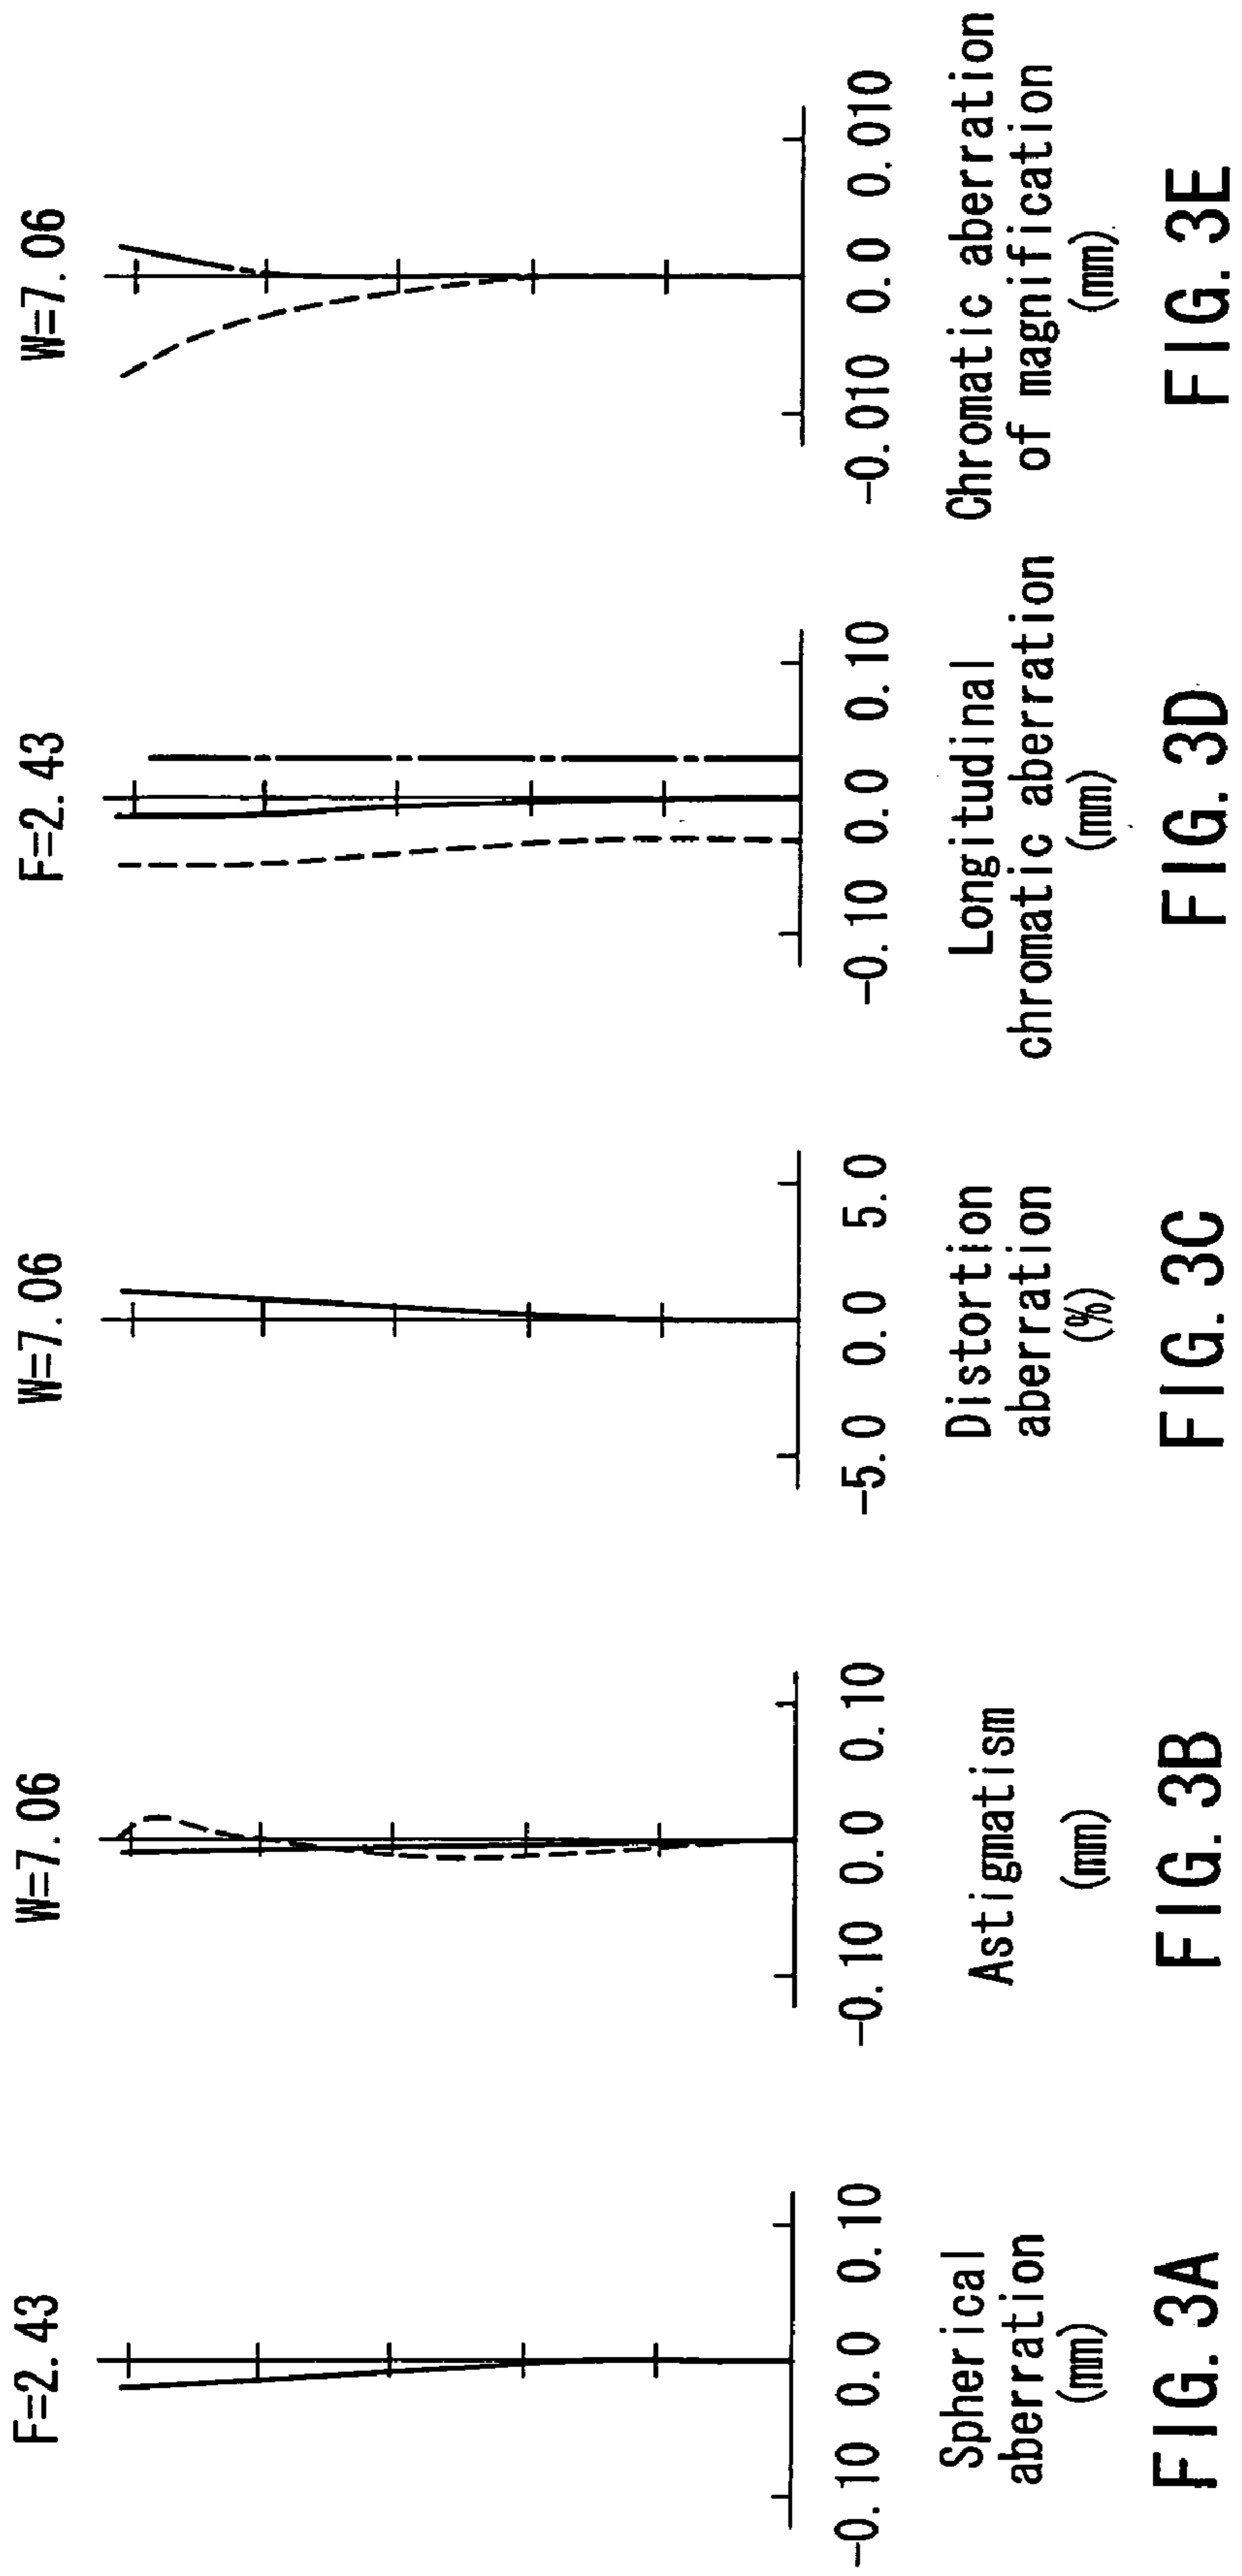 F=2.43
-0.10 0.0 0.10
Spherical
aberration
(mm)
FIG. 3A
W=7.06
-0.10 0.0 0.10
Astigmatism
(mm)
FIG. 3B
W=7.06
-5.0 0.0 5.0
Distortion
aberration
(%)
FIG. 3C
F=2.43
-0.10 0.0 0.10
Longitudinal
chromatic aberration
(mm)
FIG. 3D
W=7.06
-0.010 0.0 0.010
Chromatic aberration
of magnification
(mm)
FIG. 3E